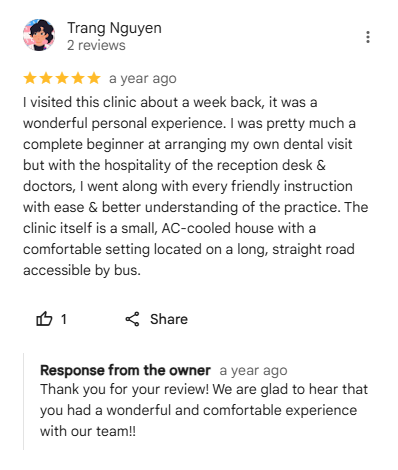 Trang Nguyen
2 reviews
a year ago
I visited this clinic about a week back, it was a
wonderful personal experience. I was pretty much a
complete beginner at arranging my own dental visit
but with the hospitality of the reception desk &
doctors, I went along with every friendly instruction
with ease & better understanding of the practice. The
clinic itself is a small, AC-cooled house with a
comfortable setting located on a long, straight road
accessible by bus.
1 Share
Response from the owner a year ago
Thank you for your review! We are glad to hear that
you had a wonderful and comfortable experience
with our team!!